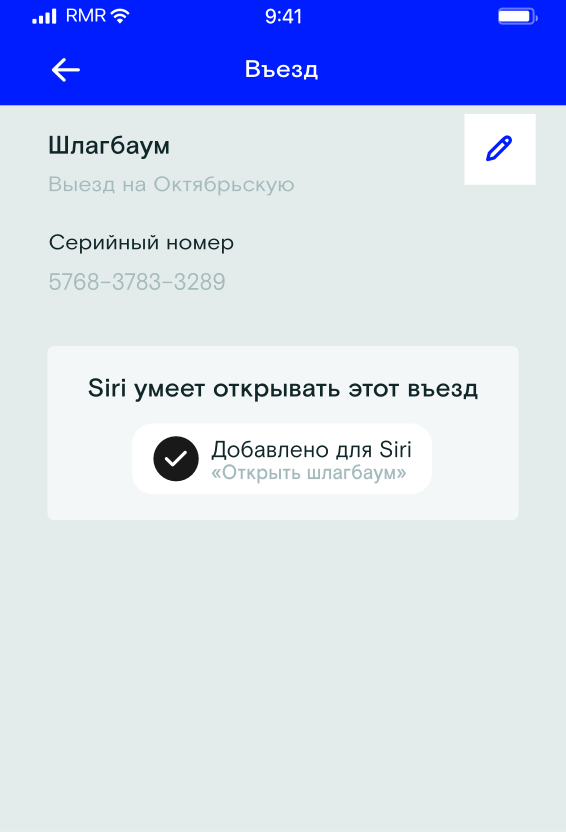 RMR 9:41
Въезд
Шлагбаум
Выезд на Октябрьскую
Серийный номер
5768-3783-3289
Siri умеет открывать этот въезд
Добавлено для Siri
«Открыть шлагбаум»